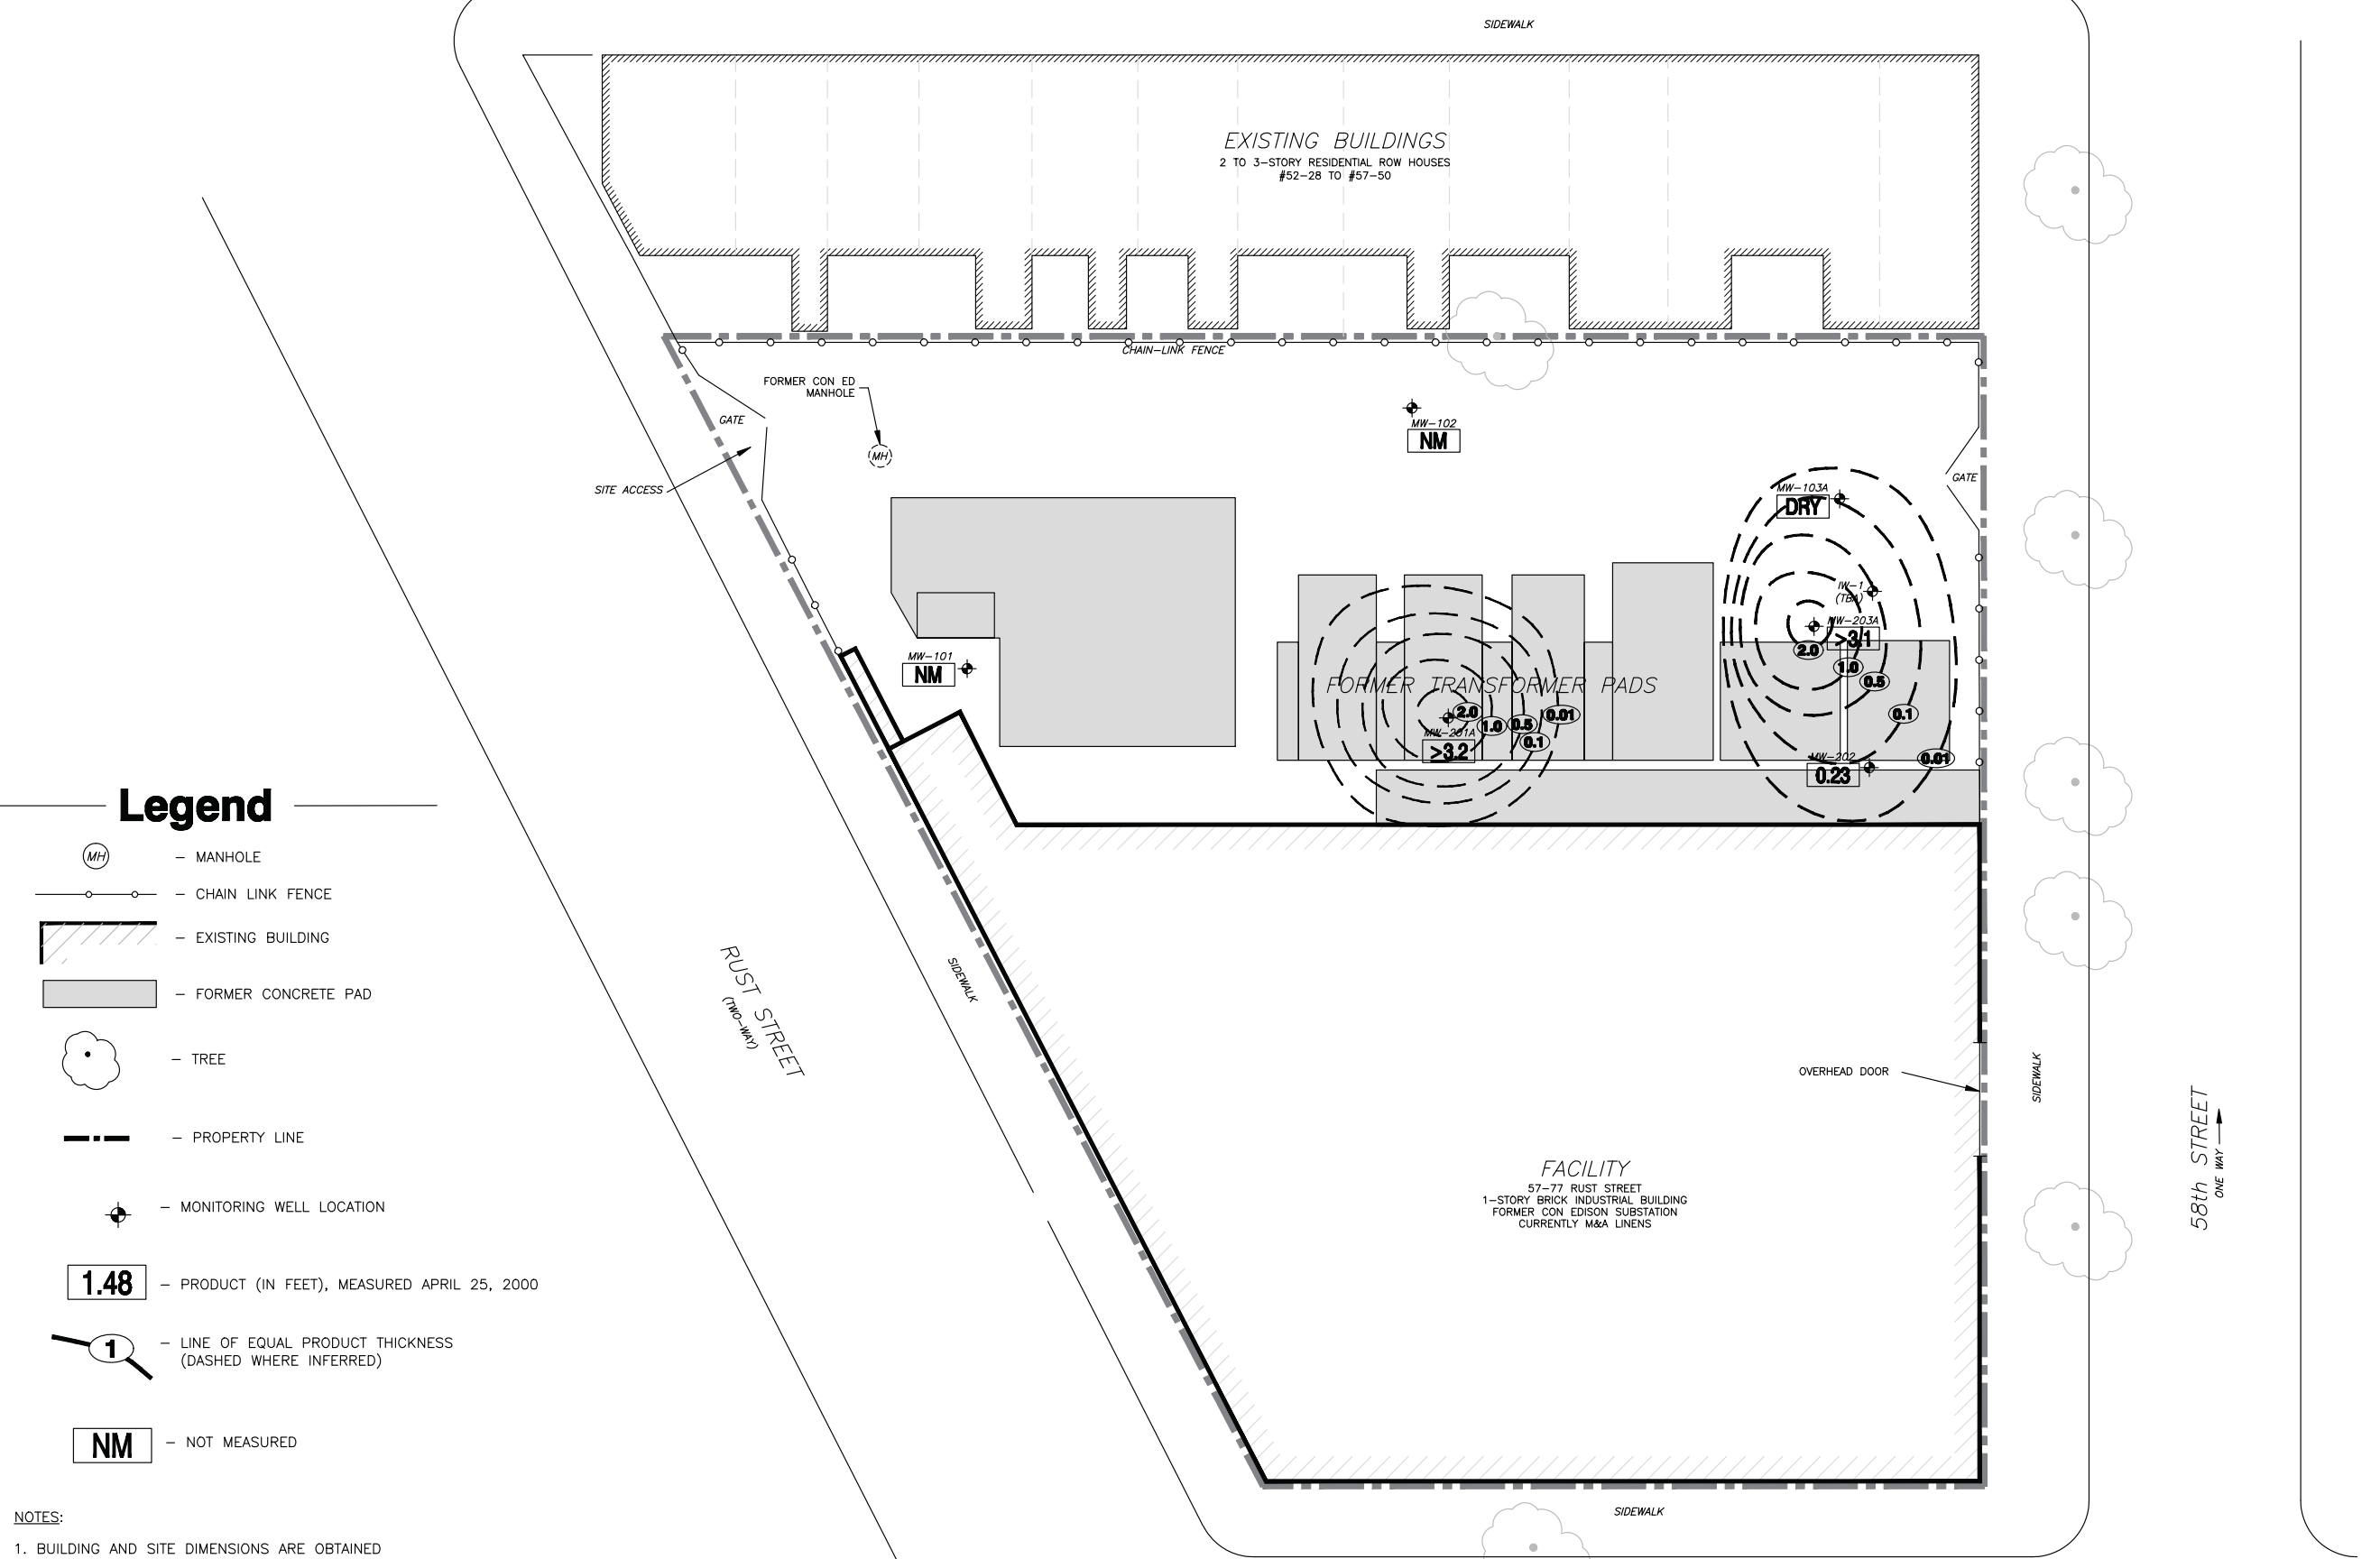 SIDEWALK
EXISTING BUILDINGS
2 TO 3-STORY RESIDENTIAL ROW HOUSES
#52-28 TO #57-50
CHAIN-LINK FENCE
FORMER CON ED
MANHOLE
GATE
MH
SITE ACCESS
MW-102
NM
GATE
MW-103A
DRY
IW-1
(TBA)
MW-203A
>3.1
2.0
1.0
0.5
0.1
0.01
MW-101
NM
FORMER TRANSFORMER PADS
2.0
1.0
0.5
0.1
0.01
MW-201A
>3.2
MW-202
0.23
Legend
MH
- MANHOLE
- CHAIN LINK FENCE
- EXISTING BUILDING
- FORMER CONCRETE PAD
- TREE
- PROPERTY LINE
- MONITORING WELL LOCATION
1.48
- PRODUCT (IN FEET), MEASURED APRIL 25, 2000
1
- LINE OF EQUAL PRODUCT THICKNESS
(DASHED WHERE INFERRED)
NM
- NOT MEASURED
NOTES:
1. BUILDING AND SITE DIMENSIONS ARE OBTAINED
RUST STREET
(TWO-WAY)
SIDEWALK
OVERHEAD DOOR
SIDEWALK
58th STREET
ONE WAY
FACILITY
57-77 RUST STREET
1-STORY BRICK INDUSTRIAL BUILDING
FORMER CON EDISON SUBSTATION
CURRENTLY M&A LINENS
SIDEWALK